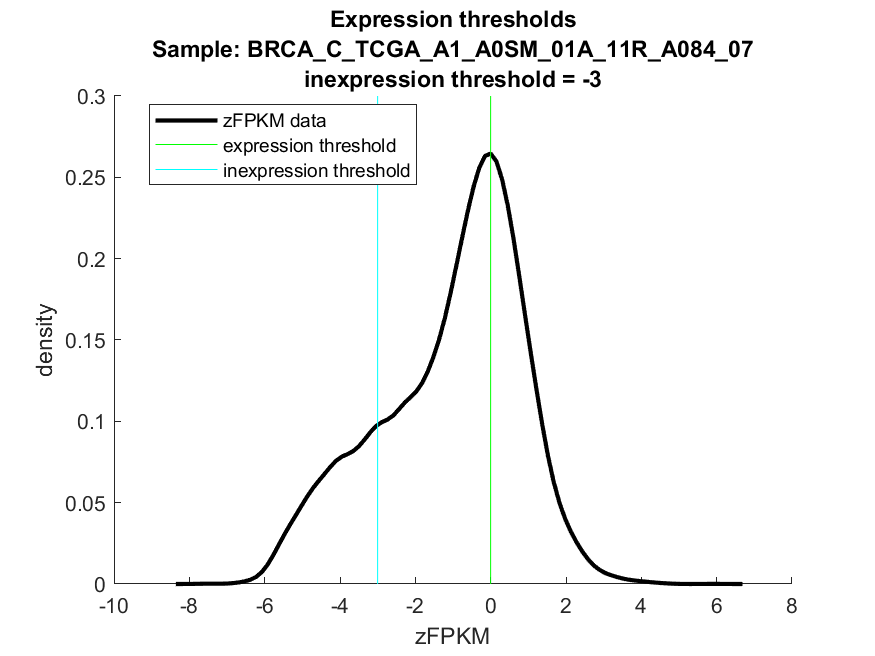 Expression thresholds
Sample: BRCA_C_TCGA_A1_A0SM_01A_11R_A084_07
inexpression threshold = -3
0.3
0.25
0.2
0.15
0.1
0.05
0
density
zFPKM data
expression threshold
inexpression threshold
-10 -8 -6 -4 -2 0 2 4 6 8
zFPKM